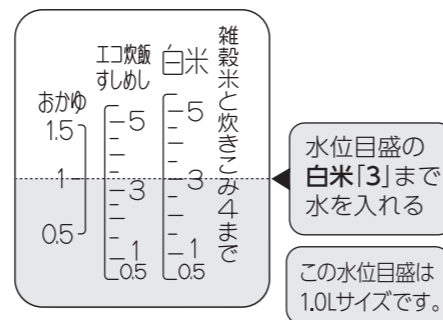 おかゆ
1.5
1
0.5
エコ炊飯
すしめし
5
3
1
0.5
白米
5
3
1
0.5
雑穀米と炊きこみ4まで
水位目盛の
白米「3」まで
水を入れる
この水位目盛は
1.0Lサイズです。